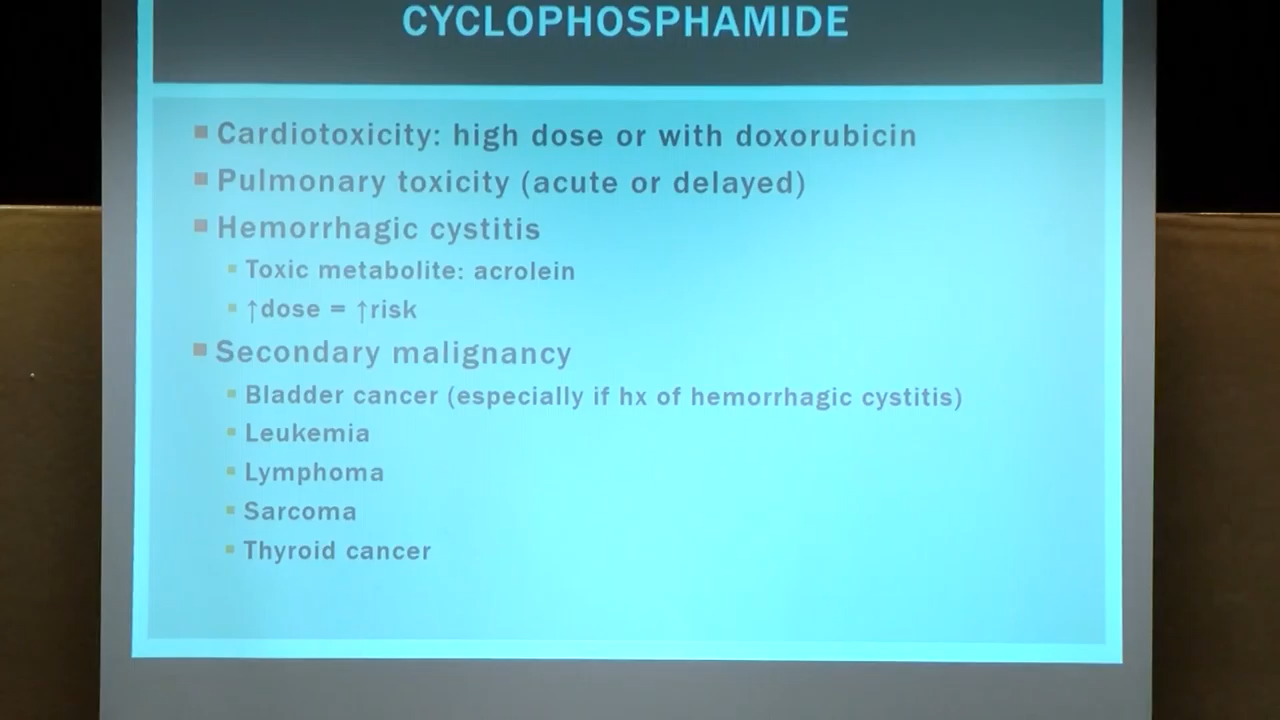 CYCLOPHOSPHAMIDE
Cardiotoxicity: high dose or with doxorubicin
Pulmonary toxicity (acute or delayed)
Hemorrhagic cystitis
Toxic metabolite: acrolein
↑dose = ↑risk
Secondary malignancy
Bladder cancer (especially if hx of hemorrhagic cystitis)
Leukemia
Lymphoma
Sarcoma
Thyroid cancer